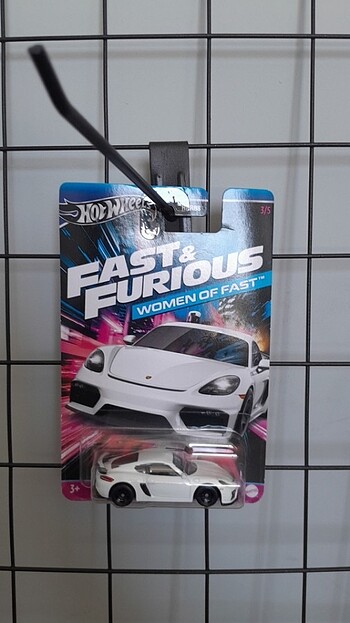 HOT WHEELS
3/5
FAST &
FURIOUS
WOMEN OF FAST™
3+